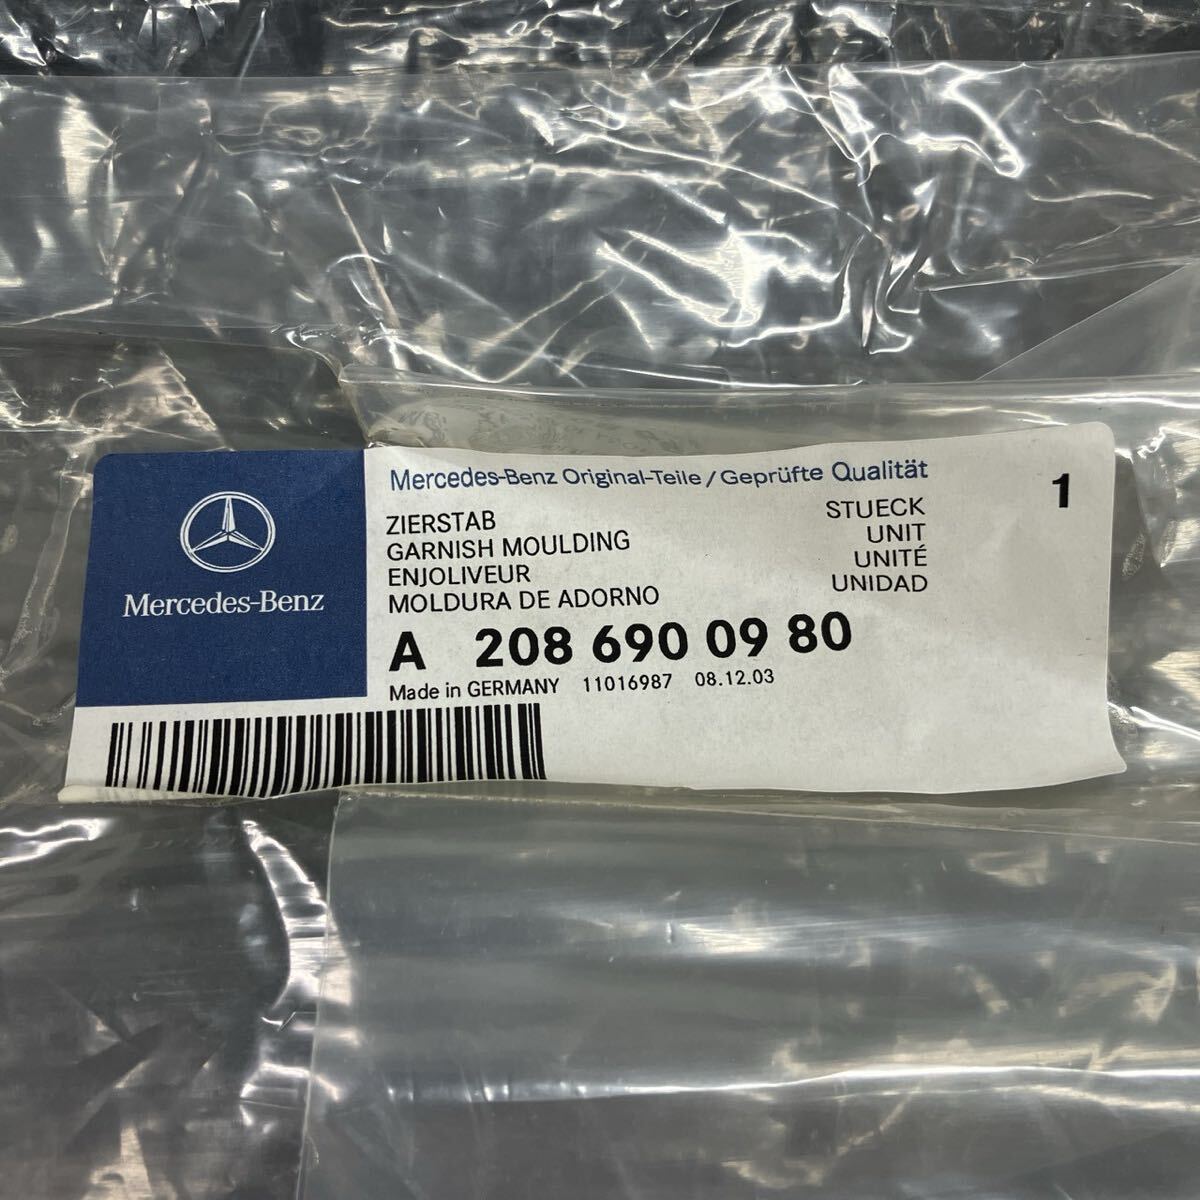 Mercedes-Benz
Mercedes-Benz Original-Teile / Geprüfte Qualität
ZIERSTAB
GARNISH MOULDING
ENJOLIVEUR
MOLDURA DE ADORNO
STUECK
UNIT
UNITÉ
UNIDAD
1
A 208 690 09 80
Made in GERMANY 11016987 08.12.03